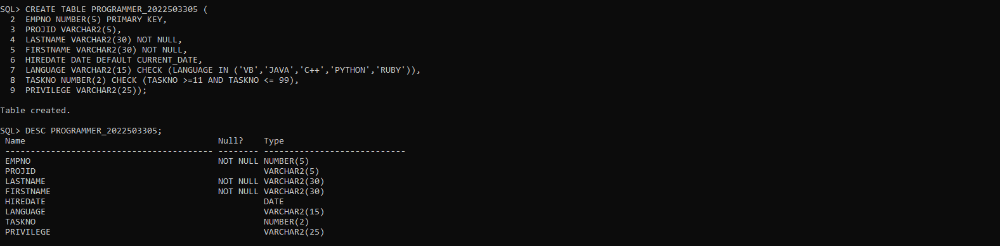 SQL> CREATE TABLE PROGRAMMER_2022503305 (
  2  EMPNO NUMBER(5) PRIMARY KEY,
  3  PROJID VARCHAR2(5),
  4  LASTNAME VARCHAR2(30) NOT NULL,
  5  FIRSTNAME VARCHAR2(30) NOT NULL,
  6  HIREDATE DATE DEFAULT CURRENT_DATE,
  7  LANGUAGE VARCHAR2(15) CHECK (LANGUAGE IN ('VB','JAVA','C++','PYTHON','RUBY')),
  8  TASKNO NUMBER(2) CHECK (TASKNO >=11 AND TASKNO <= 99),
  9  PRIVILEGE VARCHAR2(25));
Table created.
SQL> DESC PROGRAMMER_2022503305;
 Name                                      Null?    Type
 ----------------------------------------- -------- ----------------------------
 EMPNO                                     NOT NULL NUMBER(5)
 PROJID                                             VARCHAR2(5)
 LASTNAME                                  NOT NULL VARCHAR2(30)
 FIRSTNAME                                 NOT NULL VARCHAR2(30)
 HIREDATE                                           DATE
 LANGUAGE                                           VARCHAR2(15)
 TASKNO                                             NUMBER(2)
 PRIVILEGE                                          VARCHAR2(25)